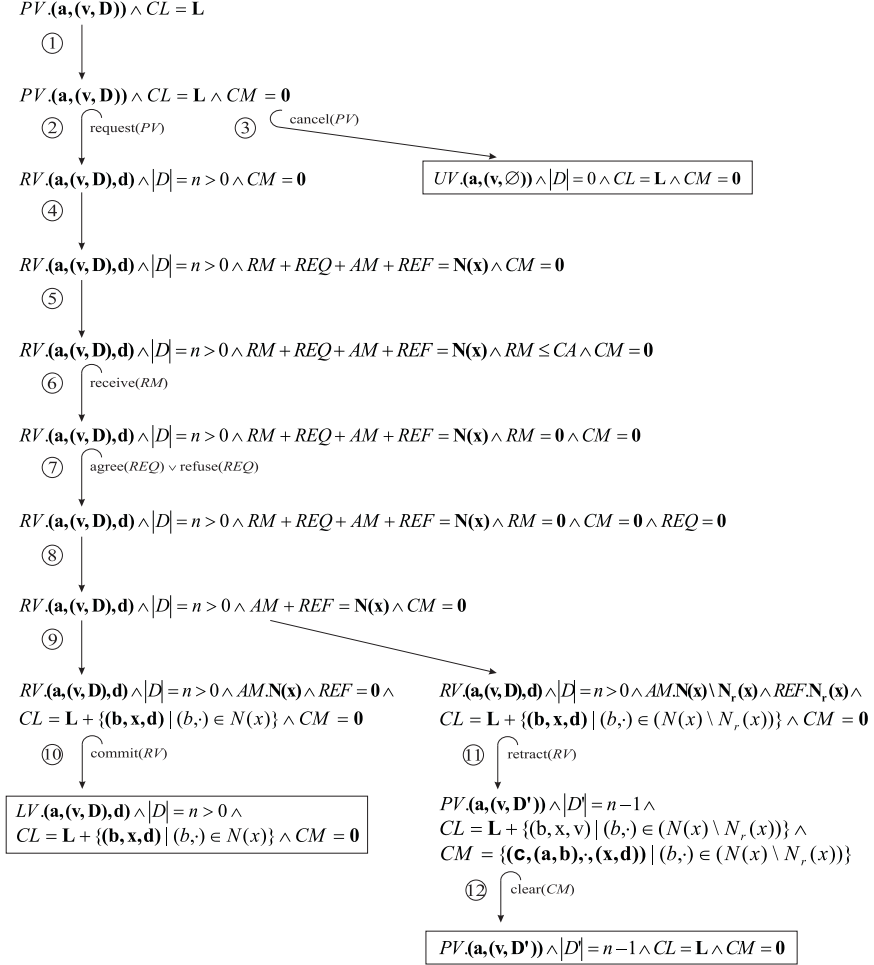 PV.(a,(v,D)) ∧ CL = L
①
PV.(a,(v,D)) ∧ CL = L ∧ CM = 0
② request(PV) ③ cancel(PV)
RV.(a,(v,D),d) ∧ |D| = n > 0 ∧ CM = 0
UV.(a,(v,∅)) ∧ |D| = 0 ∧ CL = L ∧ CM = 0
④
RV.(a,(v,D),d) ∧ |D| = n > 0 ∧ RM + REQ + AM + REF = N(x) ∧ CM = 0
⑤
RV.(a,(v,D),d) ∧ |D| = n > 0 ∧ RM + REQ + AM + REF = N(x) ∧ RM ≤ CA ∧ CM = 0
⑥ receive(RM)
RV.(a,(v,D),d) ∧ |D| = n > 0 ∧ RM + REQ + AM + REF = N(x) ∧ RM = 0 ∧ CM = 0
⑦ agree(REQ) ∨ refuse(REQ)
RV.(a,(v,D),d) ∧ |D| = n > 0 ∧ RM + REQ + AM + REF = N(x) ∧ RM = 0 ∧ CM = 0 ∧ REQ = 0
⑧
RV.(a,(v,D),d) ∧ |D| = n > 0 ∧ AM + REF = N(x) ∧ CM = 0
⑨
RV.(a,(v,D),d) ∧ |D| = n > 0 ∧ AM.N(x) ∧ REF = 0 ∧
CL = L + {(b,x,d) | (b,·) ∈ N(x)} ∧ CM = 0
⑩ commit(RV)
LV.(a,(v,D),d) ∧ |D| = n > 0 ∧
CL = L + {(b,x,d) | (b,·) ∈ N(x)} ∧ CM = 0
RV.(a,(v,D),d) ∧ |D| = n > 0 ∧ AM.N(x) \ N_r(x) ∧ REF.N_r(x) ∧
CL = L + {(b,x,d) | (b,·) ∈ (N(x) \ N_r(x))} ∧ CM = 0
⑪ retract(RV)
PV.(a,(v,D')) ∧ |D'| = n−1 ∧
CL = L + {(b,x,v) | (b,·) ∈ (N(x) \ N_r(x))} ∧
CM = {(c,(a,b),·,(x,d)) | (b,·) ∈ (N(x) \ N_r(x))}
⑫ clear(CM)
PV.(a,(v,D')) ∧ |D'| = n−1 ∧ CL = L ∧ CM = 0